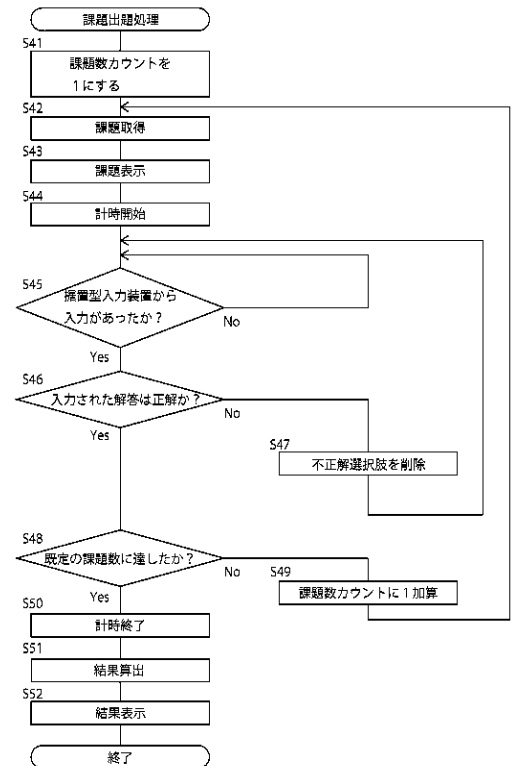 課題出題処理
S41
課題数カウントを
1にする
S42
課題取得
S43
課題表示
S44
計時開始
S45
据置型入力装置から
入力があったか？
No
Yes
S46
入力された解答は正解か？
No
Yes
S47
不正解選択肢を削除
S48
既定の課題数に達したか？
No
Yes
S49
課題数カウントに１加算
S50
計時終了
S51
結果算出
S52
結果表示
終了